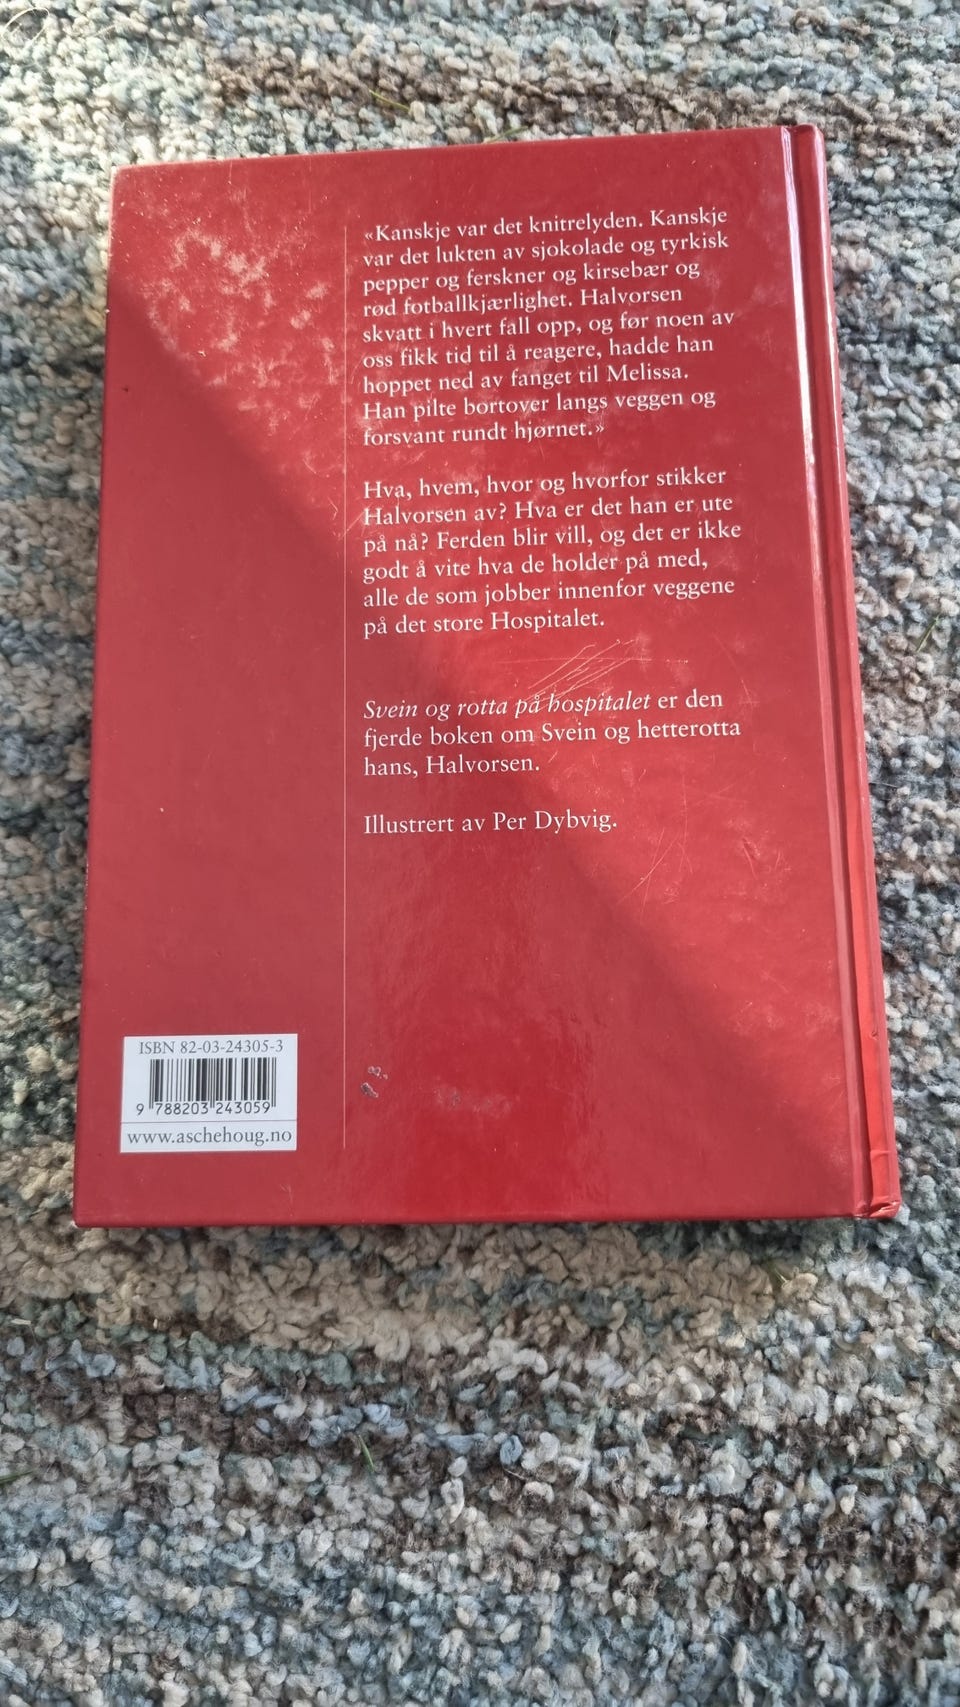 «Kanskje var det knitrelyden. Kanskje
var det lukten av sjokolade og tyrkisk
pepper og ferskner og kirsebær og
rød fotballkjærlighet. Halvorsen
skvatt i hvert fall opp, og før noen av
oss fikk tid til å reagere, hadde han
hoppet ned av fanget til Melissa.
Han pilte bortover langs veggen og
forsvant rundt hjørnet.»
Hva, hvem, hvor og hvorfor stikker
Halvorsen av? Hva er det han er ute
på nå? Ferden blir vill, og det er ikke
godt å vite hva de holder på med,
alle de som jobber innenfor veggene
på det store Hospitalet.
Svein og rotta på hospitalet er den
fjerde boken om Svein og hetterotta
hans, Halvorsen.
Illustrert av Per Dybvig.
ISBN 82-03-24305-3
9 788203 243059
www.aschehoug.no